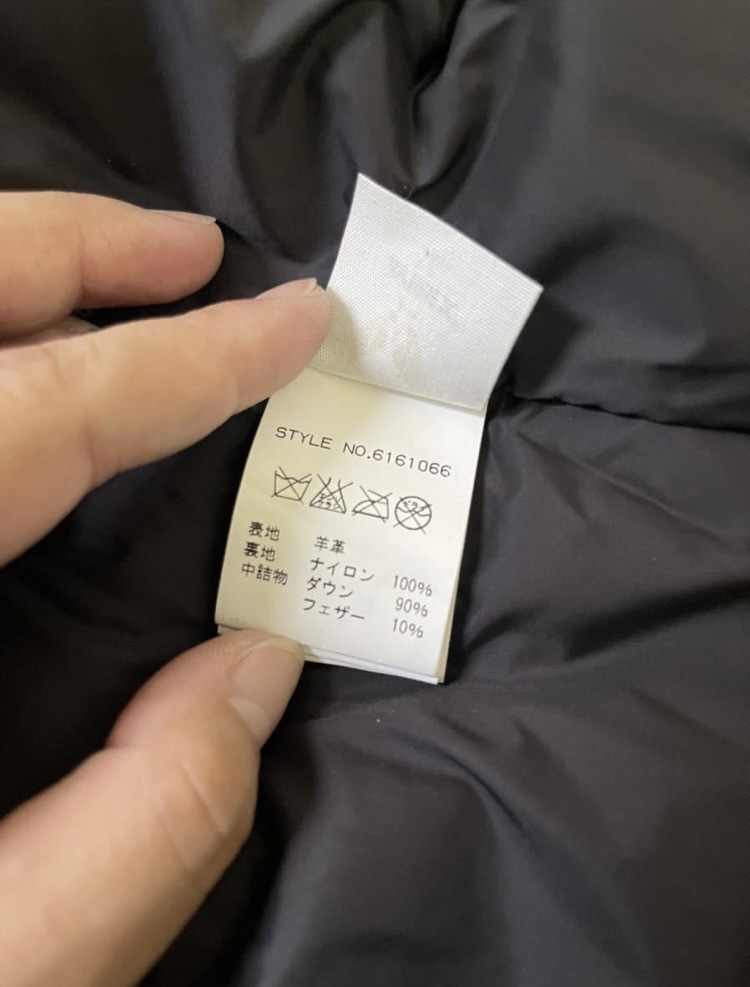 STYLE NO.6161066
表地 羊革
裏地 ナイロン 100%
中詰物 ダウン 90%
フェザー 10%